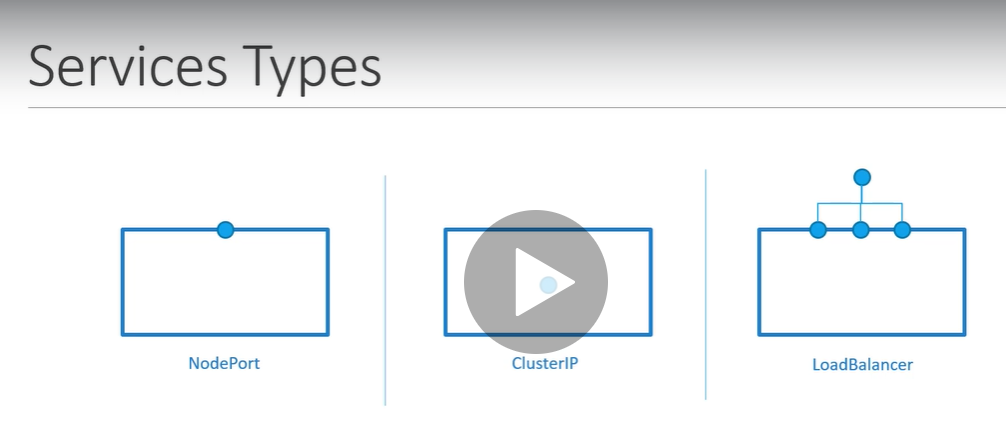 Services Types
NodePort
ClusterIP
LoadBalancer